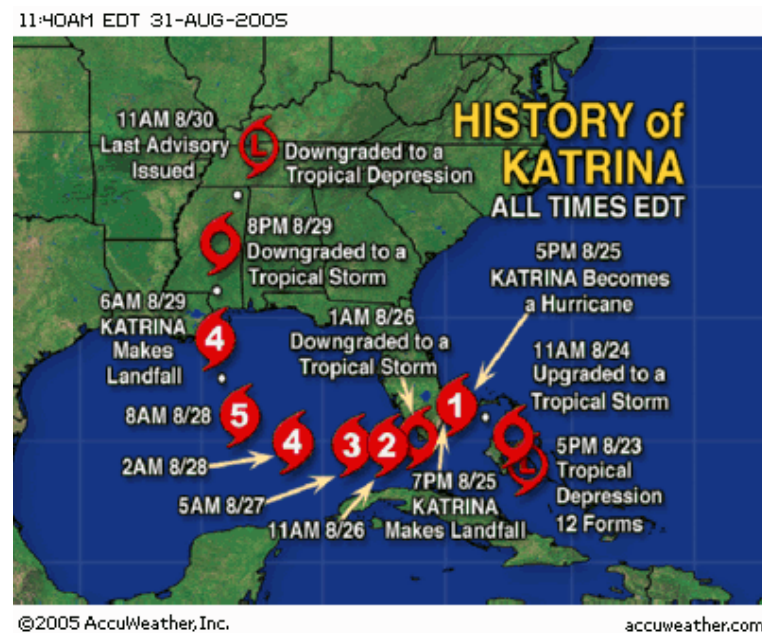 11:40AM EDT 31-AUG-2005
HISTORY of
KATRINA
ALL TIMES EDT
11AM 8/30
Last Advisory
Issued
L
Downgraded to a
Tropical Depression
8PM 8/29
Downgraded to a
Tropical Storm
5PM 8/25
KATRINA Becomes
a Hurricane
6AM 8/29
KATRINA
Makes
Landfall
4
1AM 8/26
Downgraded to a
Tropical Storm
11AM 8/24
Upgraded to a
Tropical Storm
8AM 8/28
5
4
3
2
1
2AM 8/28
5AM 8/27
11AM 8/26
7PM 8/25
KATRINA
Makes Landfall
L
5PM 8/23
Tropical
Depression
12 Forms
©2005 AccuWeather, Inc.
accuweather.com